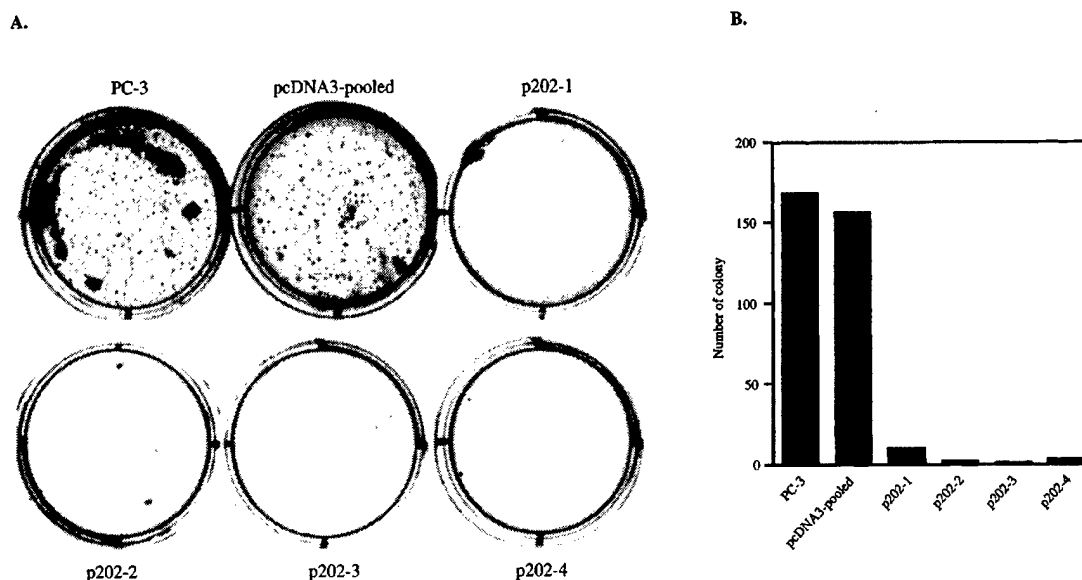 A.
B.
PC-3
pcDNA3-pooled
p202-1
p202-2
p202-3
p202-4
Number of colony
200
150
100
50
0
PC-3
pcDNA3-pooled
p202-1
p202-2
p202-3
p202-4